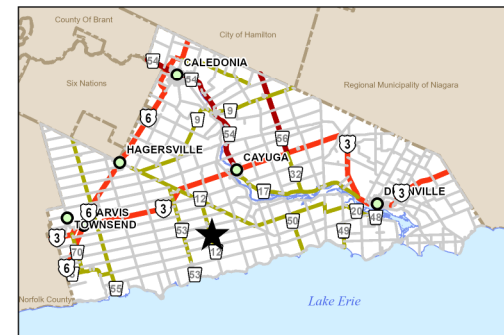 County Of Brant
City of Hamilton
54
CALEDONIA
54
Six Nations
Regional Municipality of Niagara
6
9
9
54
56
3
HAGERSVILLE
3
CAYUGA
32
17
12
3
DUNNVILLE
6
JARVIS
3
20
48
TOWNSEND
50
3
53
49
70
12
6
53
55
Norfolk County
Lake Erie